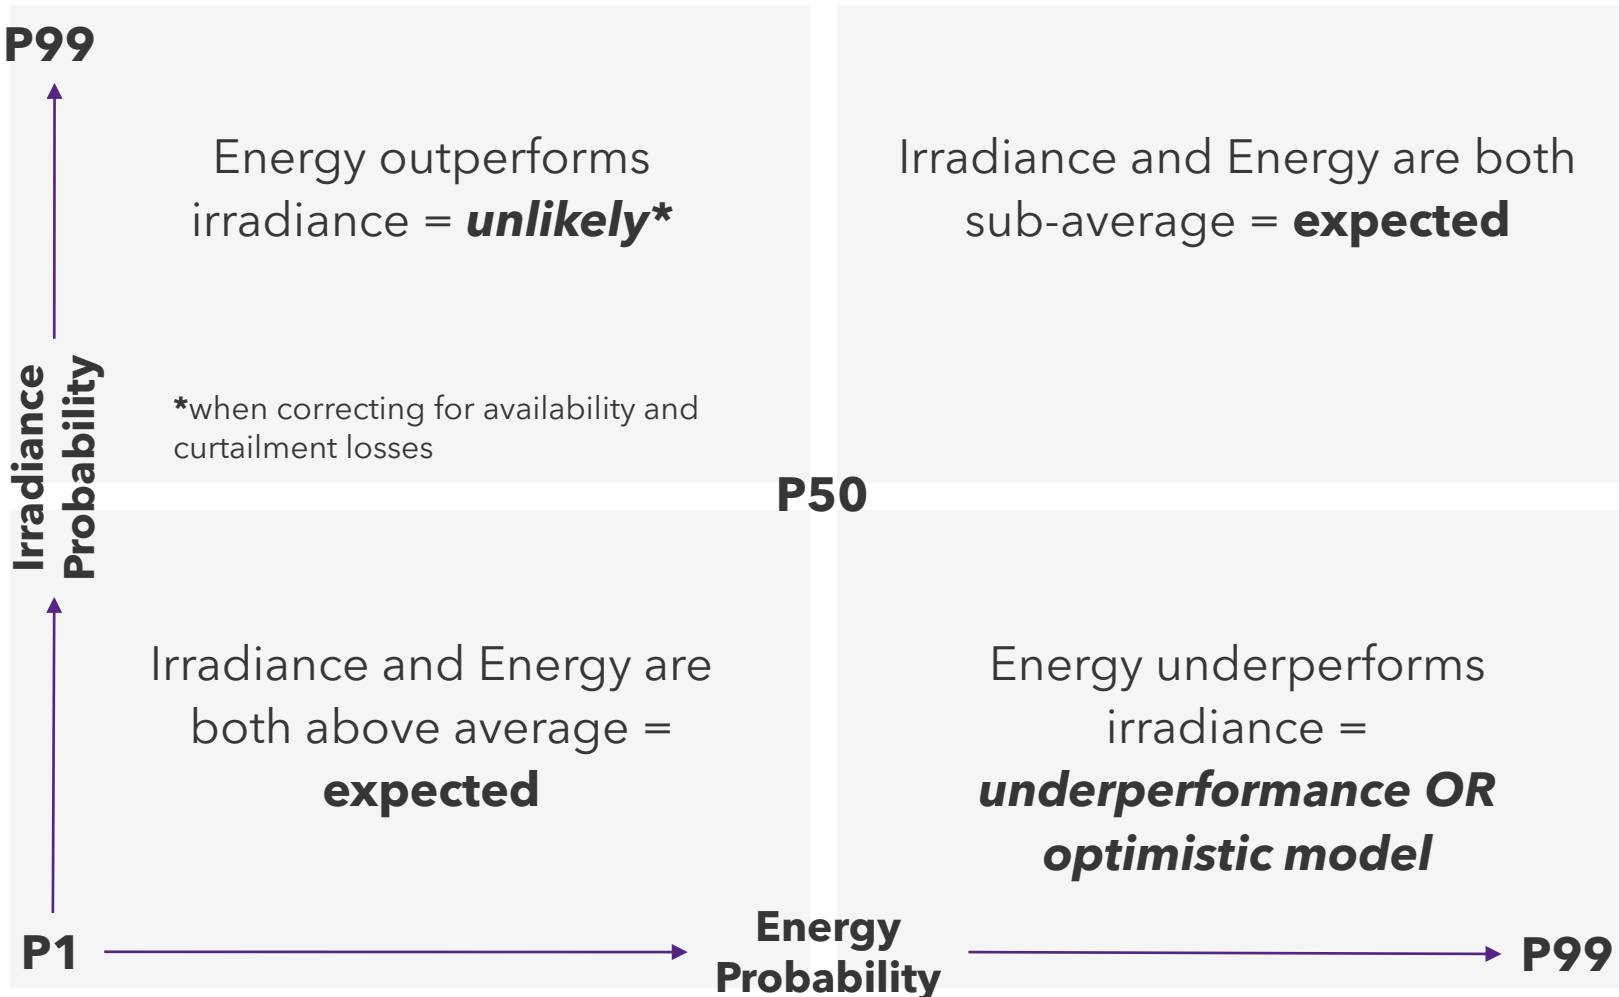 P99
Energy outperforms
irradiance = unlikely*
*when correcting for availability and
curtailment losses
Irradiance and Energy are both
sub-average = expected
Irradiance
Probability
P50
Irradiance and Energy are
both above average =
expected
Energy underperforms
irradiance =
underperformance OR
optimistic model
P1
Energy
Probability
P99